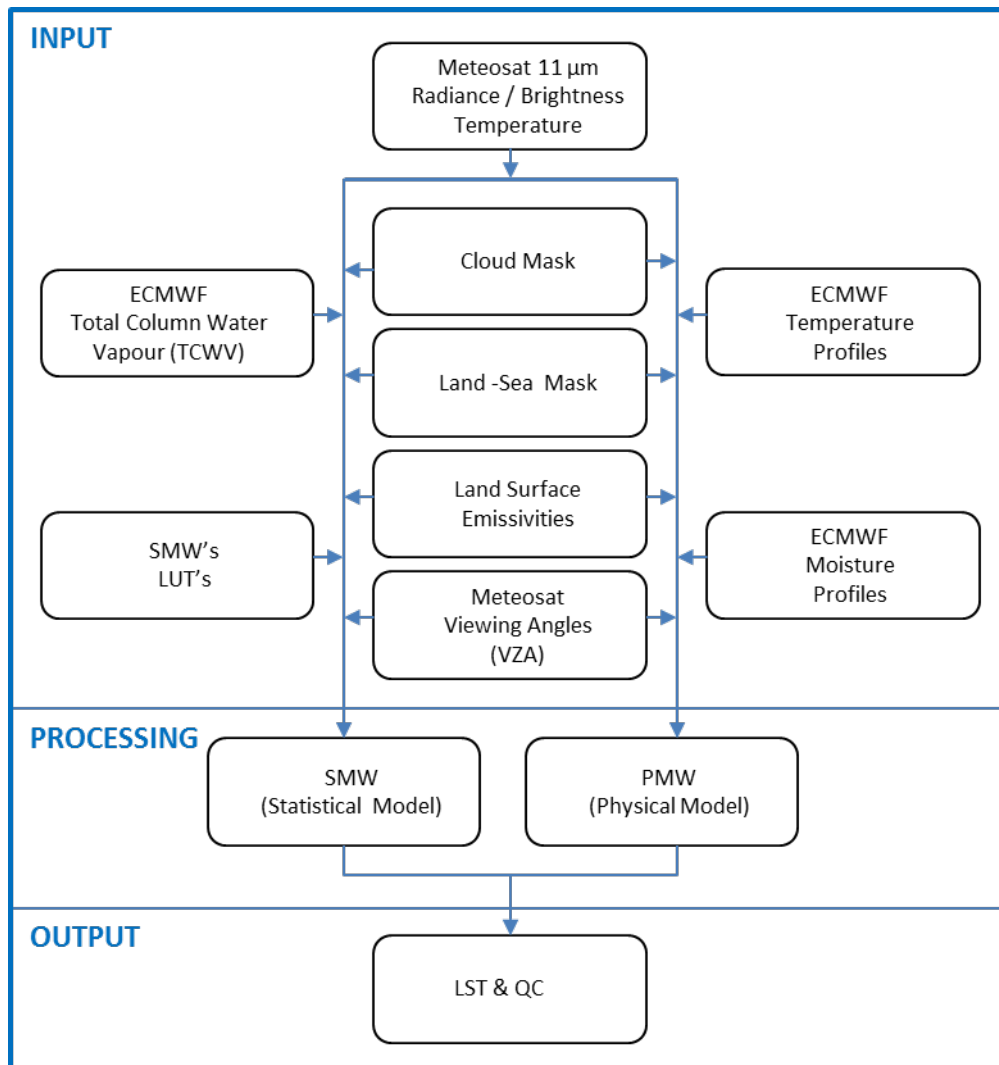 INPUT
Meteosat 11 µm
Radiance / Brightness
Temperature
Cloud Mask
ECMWF
Total Column Water
Vapour (TCWV)
ECMWF
Temperature
Profiles
Land -Sea Mask
Land Surface
Emissivities
SMW's
LUT's
ECMWF
Moisture
Profiles
Meteosat
Viewing Angles
(VZA)
PROCESSING
SMW
(Statistical Model)
PMW
(Physical Model)
OUTPUT
LST & QC